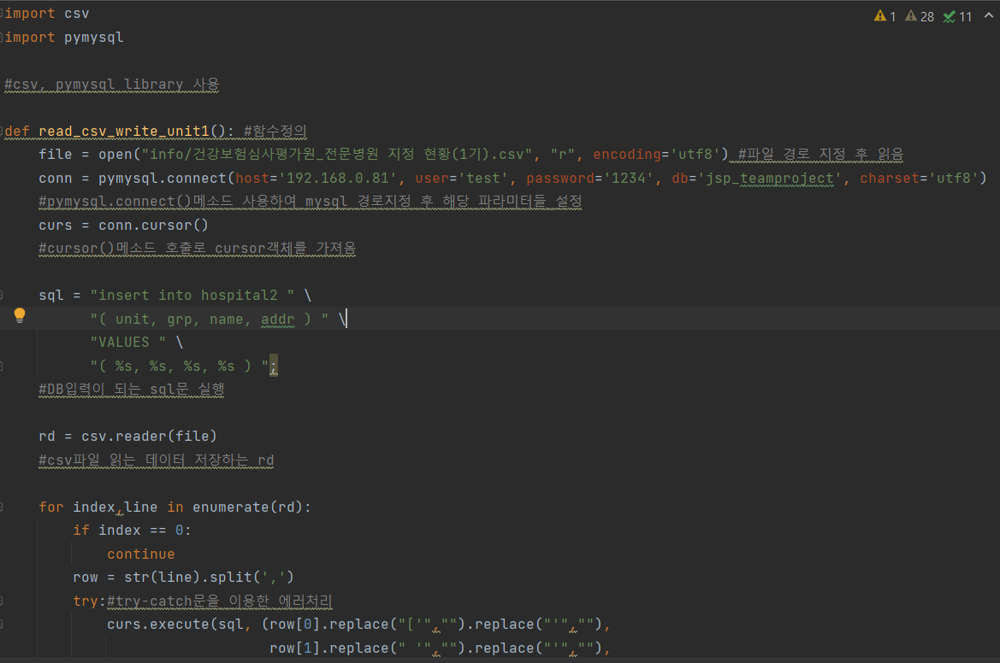 import csv
import pymysql
#csv, pymysql library 사용
def read_csv_write_unit1(): #함수정의
file = open("info/건강보험심사평가원_전문병원 지정 현황(1기).csv", "r", encoding='utf8') #파일 경로 지정 후 읽음
conn = pymysql.connect(host='192.168.0.81', user='test', password='1234', db='jsp_teamproject', charset='utf8')
#pymysql.connect()메소드 사용하여 mysql 경로지정 후 해당 파라미터들 설정
curs = conn.cursor()
#cursor()메소드 호출로 cursor객체를 가져옴
sql = "insert into hospital2 " \
"( unit, grp, name, addr ) " \
"VALUES " \
"( %s, %s, %s, %s ) ";
#DB입력이 되는 sql문 실행
rd = csv.reader(file)
#csv파일 읽는 데이터 저장하는 rd
for index,line in enumerate(rd):
if index == 0:
continue
row = str(line).split(',')
try:#try-catch문을 이용한 에러처리
curs.execute(sql, (row[0].replace("['","").replace("'",""),
row[1].replace(" '","").replace("'",""),
1 28 11